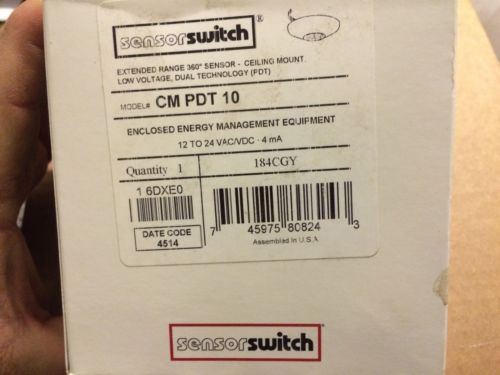 sensorswitch®
EXTENDED RANGE 360° SENSOR - CEILING MOUNT
LOW VOLTAGE, DUAL TECHNOLOGY (PDT)
MODEL# CM PDT 10
ENCLOSED ENERGY MANAGEMENT EQUIPMENT
12 TO 24 VAC/VDC - 4 mA
Quantity 1 184CGY
1 6DXE0
DATE CODE
4514
7 45975 80824 3
Assembled In U.S.A.
sensorswitch